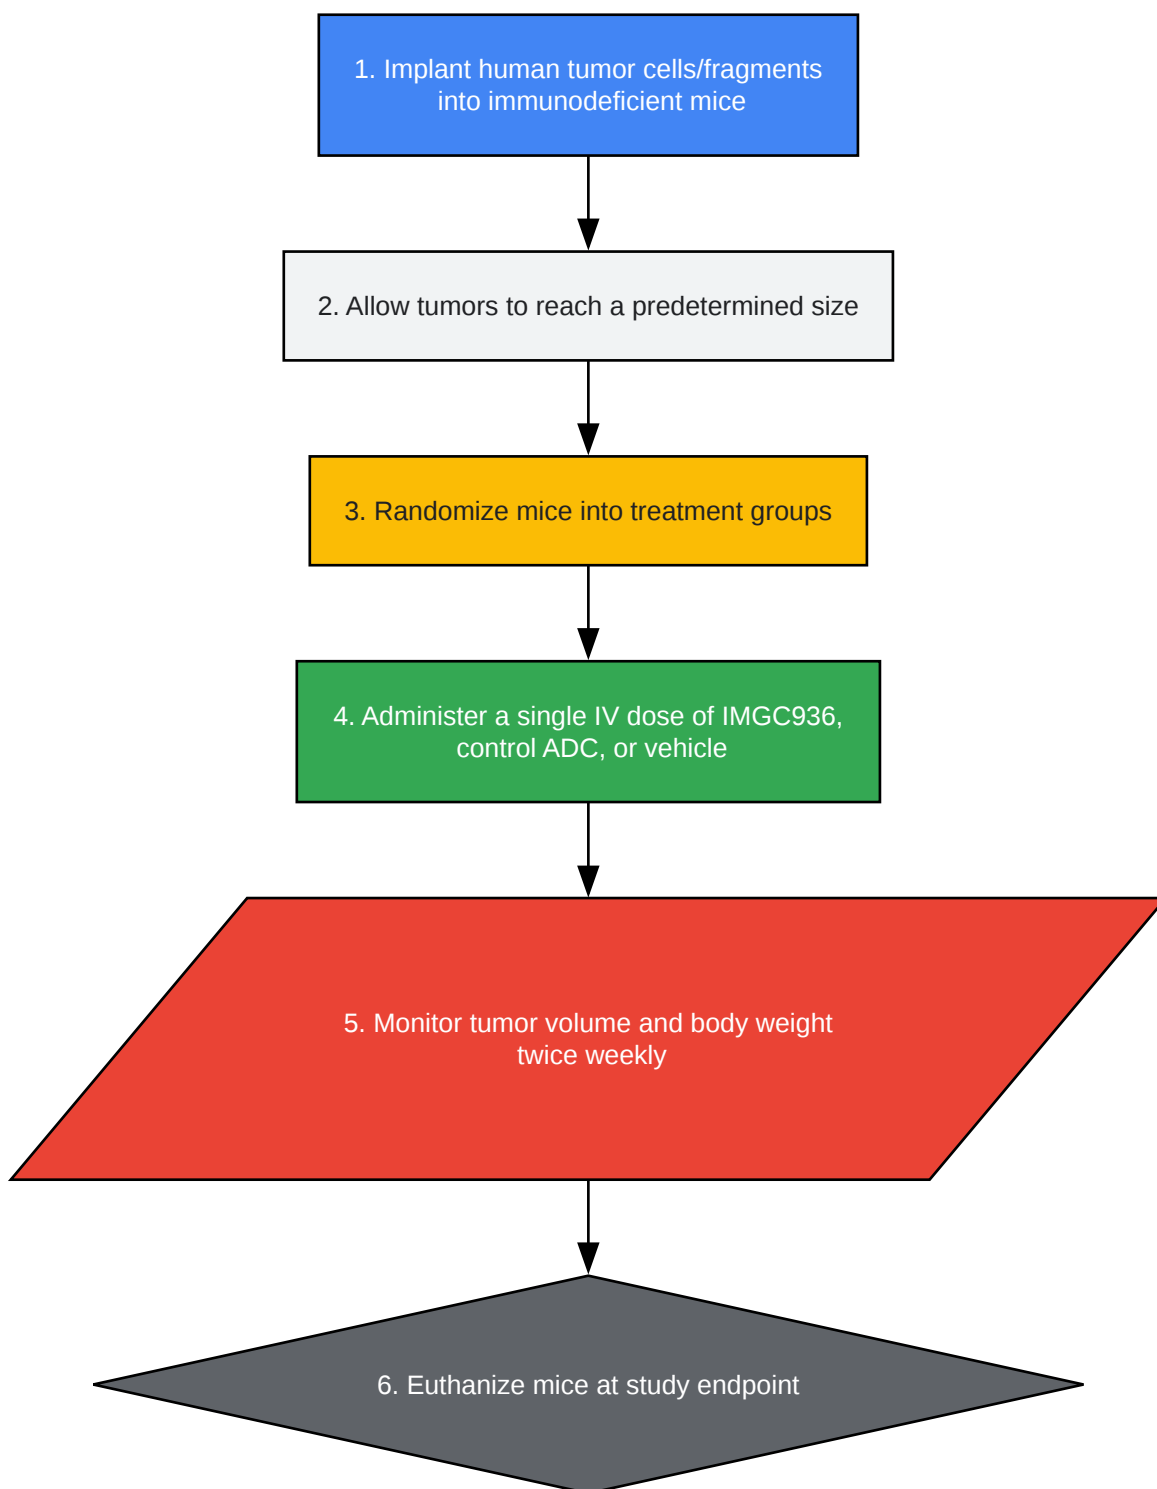 1. Implant human tumor cells/fragments
into immunodeficient mice
2. Allow tumors to reach a predetermined size
3. Randomize mice into treatment groups
4. Administer a single IV dose of IMGC936,
control ADC, or vehicle
5. Monitor tumor volume and body weight
twice weekly
6. Euthanize mice at study endpoint